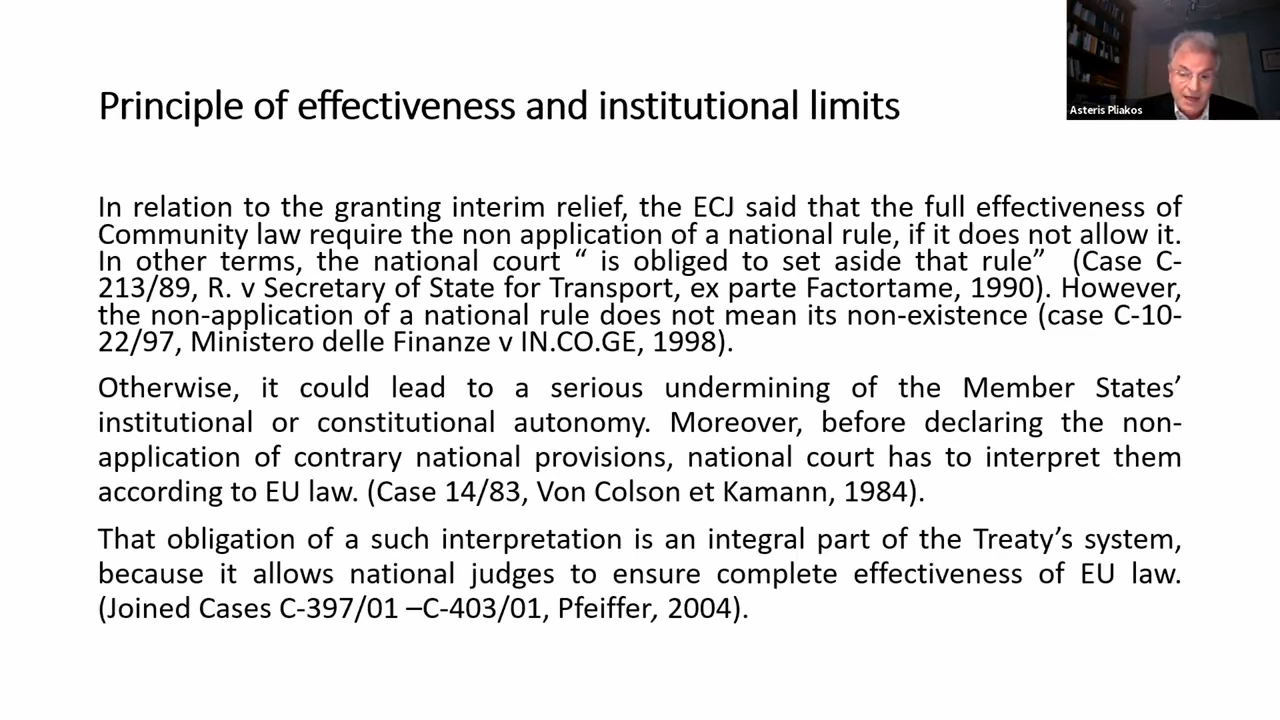 Asteris Pliakos
Principle of effectiveness and institutional limits
In relation to the granting interim relief, the ECJ said that the full effectiveness of
Community law require the non application of a national rule, if it does not allow it.
In other terms, the national court “ is obliged to set aside that rule” (Case C-
213/89, R. v Secretary of State for Transport, ex parte Factortame, 1990). However,
the non-application of a national rule does not mean its non-existence (case C-10-
22/97, Ministero delle Finanze v IN.CO.GE, 1998).
Otherwise, it could lead to a serious undermining of the Member States’
institutional or constitutional autonomy. Moreover, before declaring the non-
application of contrary national provisions, national court has to interpret them
according to EU law. (Case 14/83, Von Colson et Kamann, 1984).
That obligation of a such interpretation is an integral part of the Treaty’s system,
because it allows national judges to ensure complete effectiveness of EU law.
(Joined Cases C-397/01 –C-403/01, Pfeiffer, 2004).